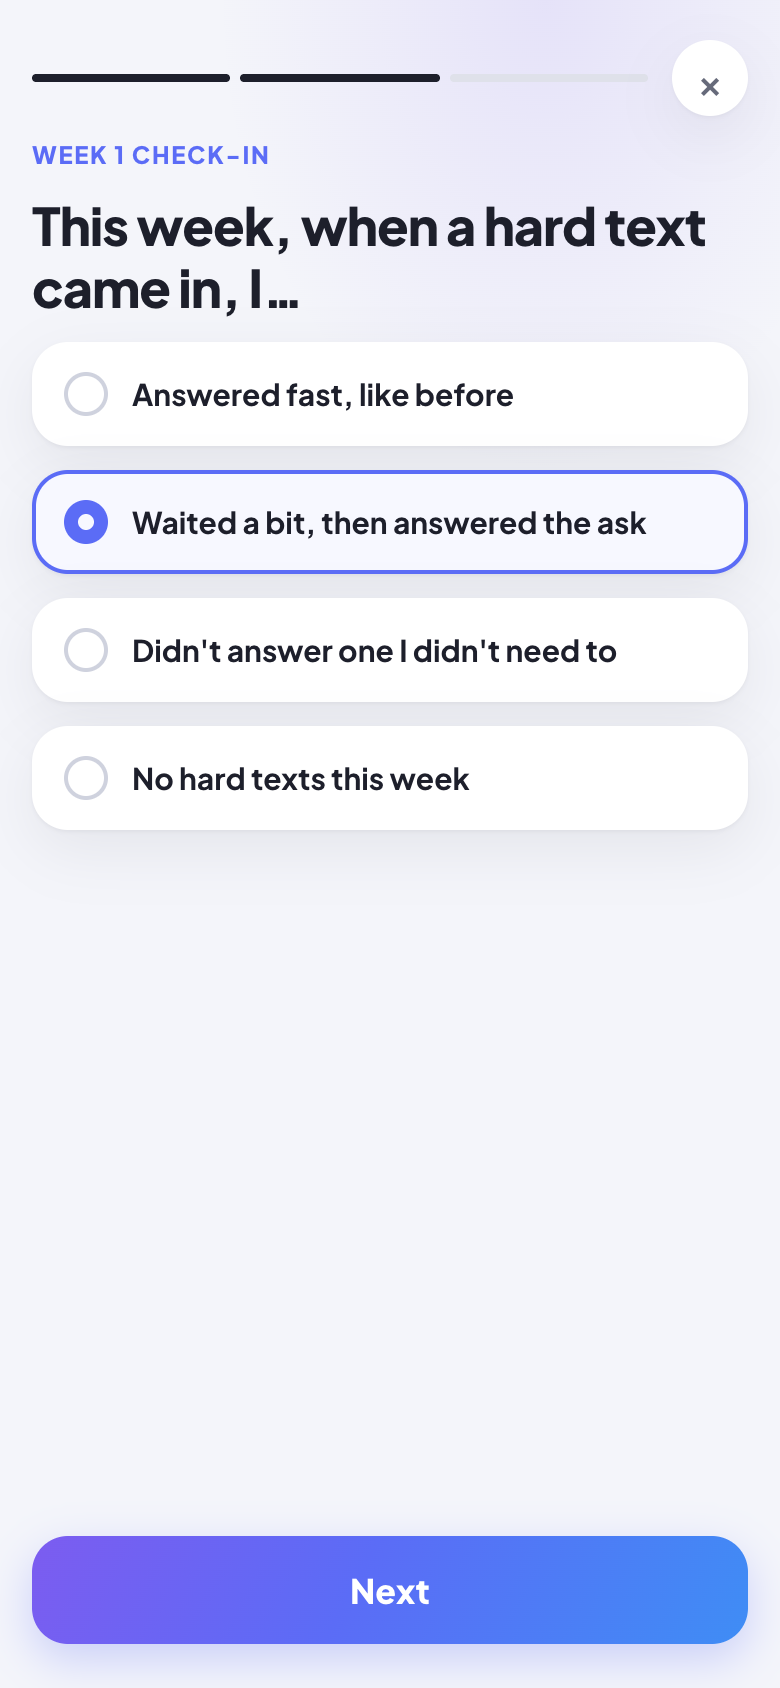 WEEK 1 CHECK-IN
This week, when a hard text
came in, I…
Answered fast, like before
Waited a bit, then answered the ask
Didn't answer one I didn't need to
No hard texts this week
Next